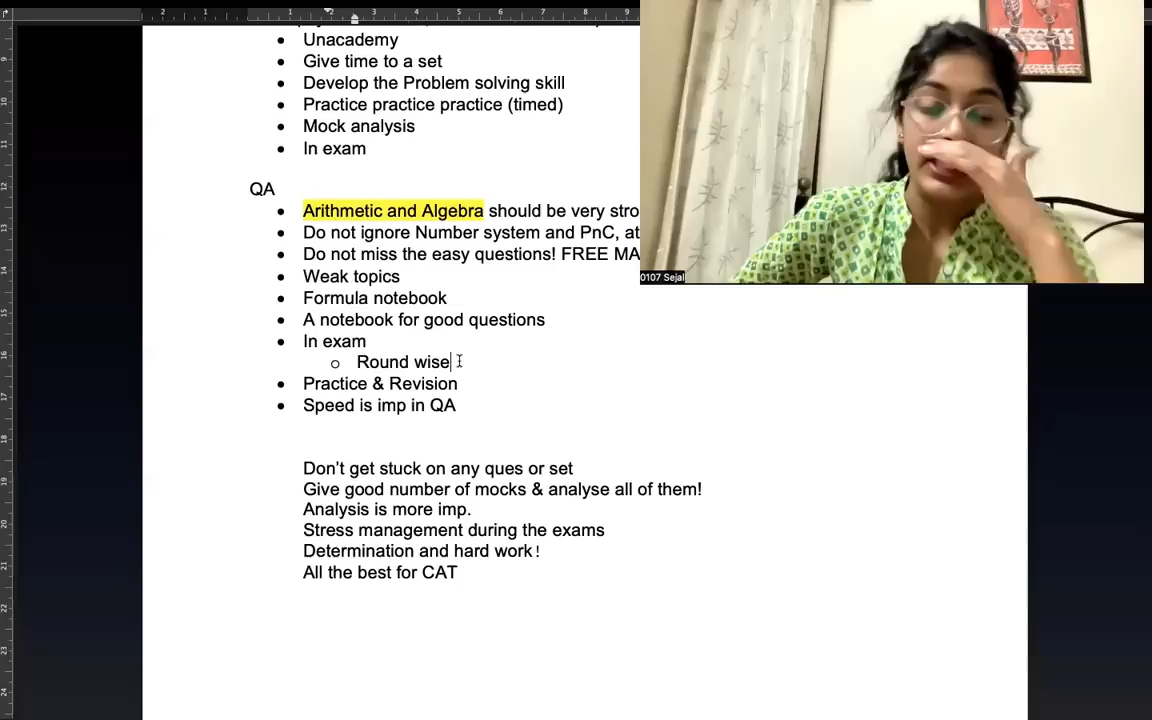 Unacademy
Give time to a set
Develop the Problem solving skill
Practice practice practice (timed)
Mock analysis
In exam
QA
Arithmetic and Algebra should be very stro
Do not ignore Number system and PnC, at
Do not miss the easy questions! FREE MA
Weak topics
Formula notebook
A notebook for good questions
In exam
Round wise
Practice & Revision
Speed is imp in QA
Don't get stuck on any ques or set
Give good number of mocks & analyse all of them!
Analysis is more imp.
Stress management during the exams
Determination and hard work!
All the best for CAT
0107 Sejal